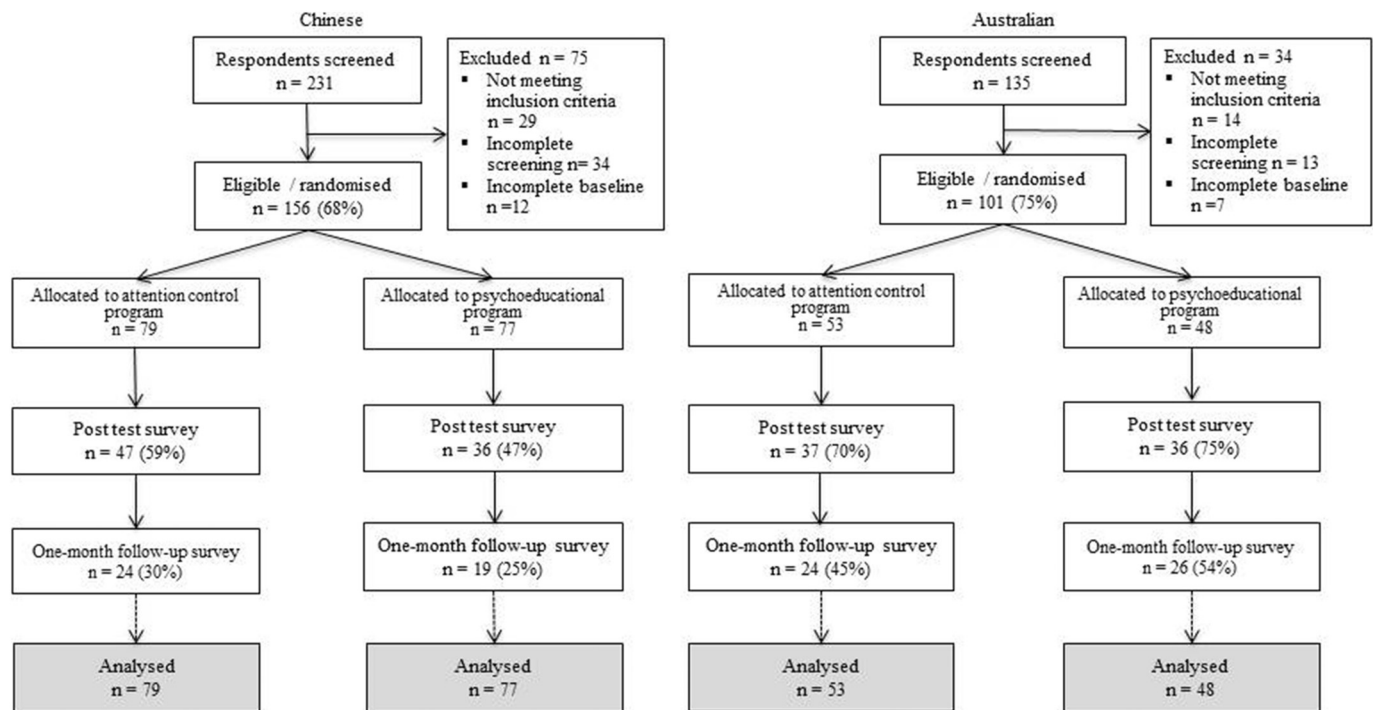 Chinese
Respondents screened
n = 231
Excluded n = 75
▪ Not meeting
inclusion criteria
n = 29
▪ Incomplete
screening n= 34
▪ Incomplete baseline
n =12
Eligible / randomised
n = 156 (68%)
Allocated to attention control
program
n = 79
Allocated to psychoeducational
program
n = 77
Post test survey
n = 47 (59%)
Post test survey
n = 36 (47%)
One-month follow-up survey
n = 24 (30%)
One-month follow-up survey
n = 19 (25%)
Analysed
n = 79
Analysed
n = 77
Australian
Respondents screened
n = 135
Excluded n = 34
▪ Not meeting
inclusion criteria
n = 14
▪ Incomplete
screening n = 13
▪ Incomplete baseline
n =7
Eligible / randomised
n = 101 (75%)
Allocated to attention control
program
n = 53
Allocated to psychoeducational
program
n = 48
Post test survey
n = 37 (70%)
Post test survey
n = 36 (75%)
One-month follow-up survey
n = 24 (45%)
One-month follow-up survey
n = 26 (54%)
Analysed
n = 53
Analysed
n = 48